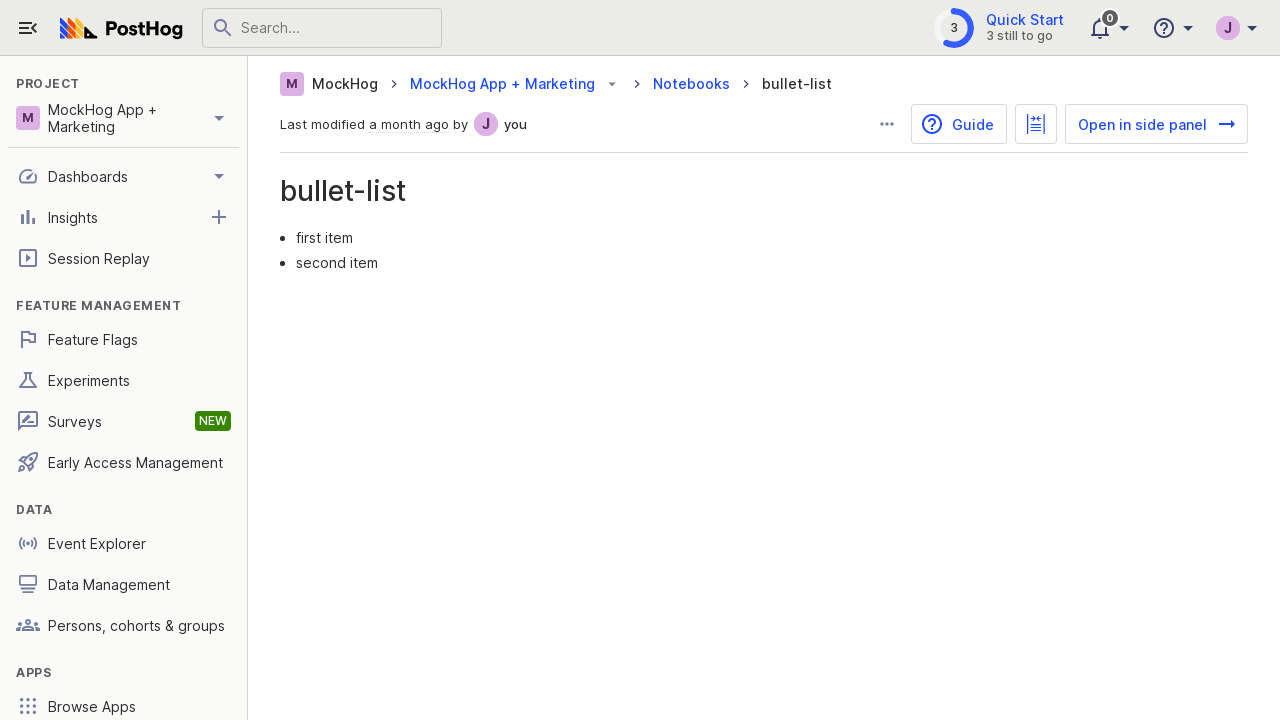 PostHog
Search...
3
Quick Start
3 still to go
0
J
PROJECT
M
MockHog App +
Marketing
Dashboards
Insights
Session Replay
FEATURE MANAGEMENT
Feature Flags
Experiments
Surveys
NEW
Early Access Management
DATA
Event Explorer
Data Management
Persons, cohorts & groups
APPS
Browse Apps
M MockHog
MockHog App + Marketing
Notebooks
bullet-list
Last modified a month ago by J you
Guide
Open in side panel
bullet-list
• first item
• second item